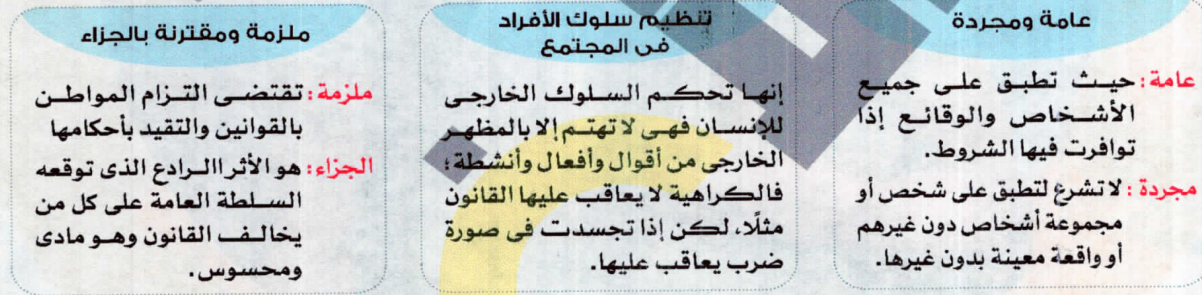 عامة ومجردة
عامة : حيث تطبق على جميع
الأشخاص والوقائع إذا
توافرت فيها الشروط.
مجردة : لا تشرع لتطبق على شخص أو
مجموعة أشخاص دون غيرهم
أو واقعة معينة بدون غيرها.
تنظيم سلوك الأفراد
فى المجتمع
إنها تحكم السلوك الخارجى
للإنسان فهى لا تهتم إلا بالمظهر
الخارجى من أقوال وأفعال وأنشطة ؛
فالكراهية لا يعاقب عليها القانون
مثلًا، لكن إذا تجسدت فى صورة
ضرب يعاقب عليها.
ملزمة ومقترنة بالجزاء
ملزمة : تقتضى التزام المواطن
بالقوانين والتقيد بأحكامها
الجزاء : هو الأثر االرادع الذى توقعه
السلطة العامة على كل من
يخالف القانون وهو مادى
ومحسوس.